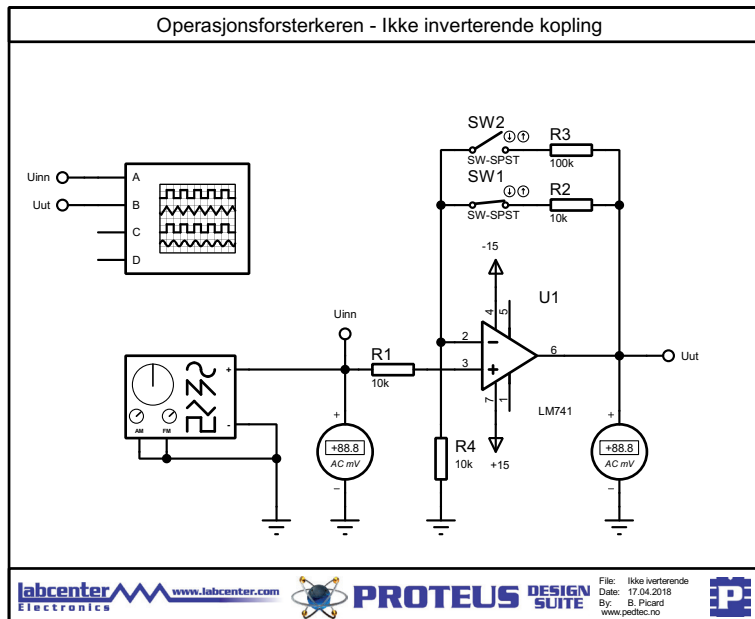 Operasjonsforsterkeren - Ikke inverterende kopling
SW2
R3
SW-SPST
100k
SW1
R2
SW-SPST
10k
Uinn
A
Uut
B
C
D
-15
U1
4
5
2
6
3
7
1
LM741
+15
Uut
Uinn
R1
10k
R4
10k
+
-
AM
FM
+
+88.8
AC mV
−
+
+88.8
AC mV
−
labcenter
Electronics
www.labcenter.com
PROTEUS
DESIGN
SUITE
File: Ikke iverterende
Date: 17.04.2018
By: B. Picard
www.pedtec.no
P